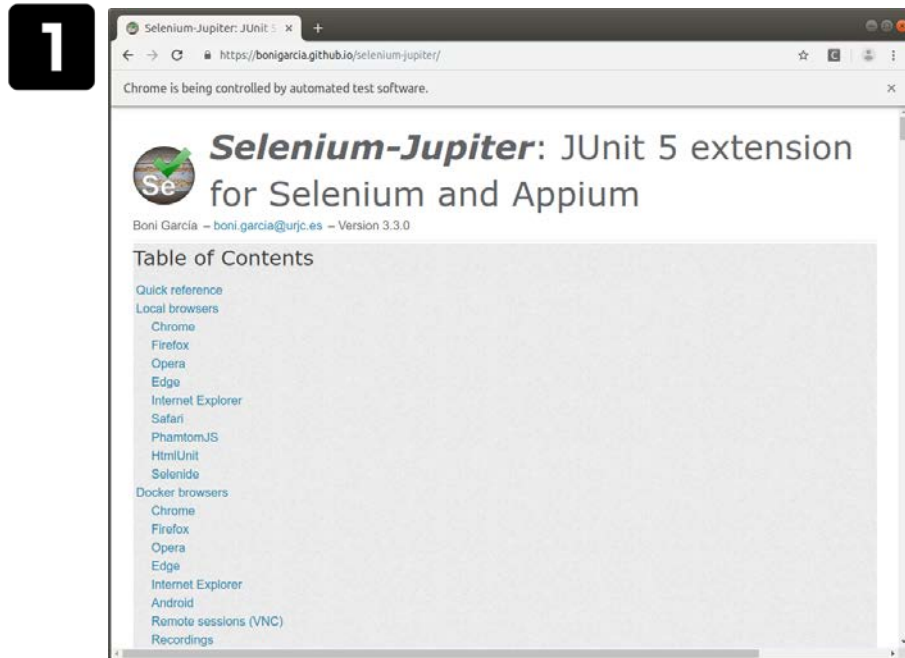 1
Selenium-Jupiter: JUnit 5
https://bonigarcia.github.io/selenium-jupiter/
Chrome is being controlled by automated test software.
Se
Selenium-Jupiter: JUnit 5 extension
for Selenium and Appium
Boni García – boni.garcia@urjc.es – Version 3.3.0
Table of Contents
Quick reference
Local browsers
Chrome
Firefox
Opera
Edge
Internet Explorer
Safari
PhamtomJS
HtmlUnit
Selenide
Docker browsers
Chrome
Firefox
Opera
Edge
Internet Explorer
Android
Remote sessions (VNC)
Recordings